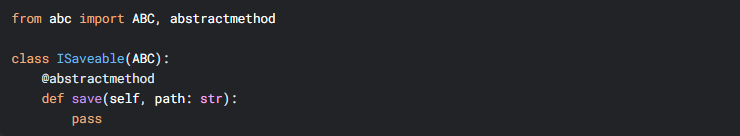 from abc import ABC, abstractmethod

class ISaveable(ABC):
    @abstractmethod
    def save(self, path: str):
        pass